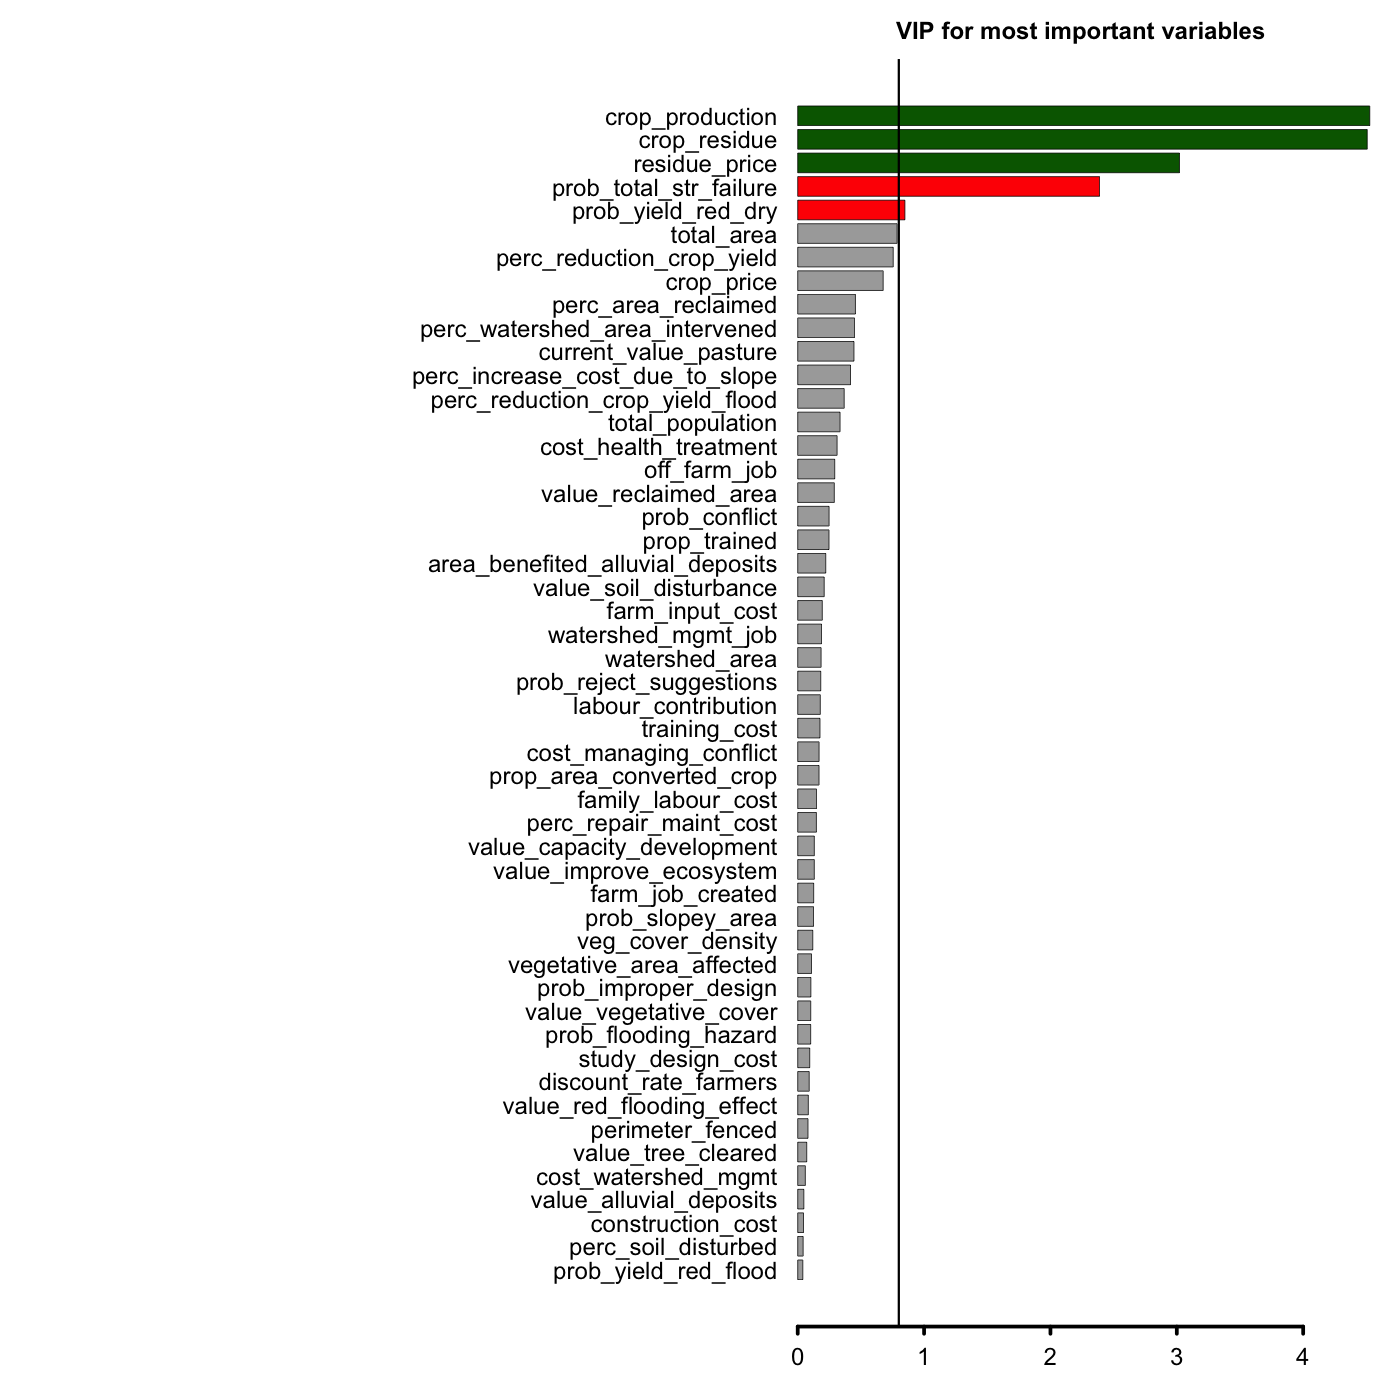 VIP for most important variables
crop_production
crop_residue
residue_price
prob_total_str_failure
prob_yield_red_dry
total_area
perc_reduction_crop_yield
crop_price
perc_area_reclaimed
perc_watershed_area_intervened
current_value_pasture
perc_increase_cost_due_to_slope
perc_reduction_crop_yield_flood
total_population
cost_health_treatment
off_farm_job
value_reclaimed_area
prob_conflict
prop_trained
area_benefited_alluvial_deposits
value_soil_disturbance
farm_input_cost
watershed_mgmt_job
watershed_area
prob_reject_suggestions
labour_contribution
training_cost
cost_managing_conflict
prop_area_converted_crop
family_labour_cost
perc_repair_maint_cost
value_capacity_development
value_improve_ecosystem
farm_job_created
prob_slopey_area
veg_cover_density
vegetative_area_affected
prob_improper_design
value_vegetative_cover
prob_flooding_hazard
study_design_cost
discount_rate_farmers
value_red_flooding_effect
perimeter_fenced
value_tree_cleared
cost_watershed_mgmt
value_alluvial_deposits
construction_cost
perc_soil_disturbed
prob_yield_red_flood
0 1 2 3 4